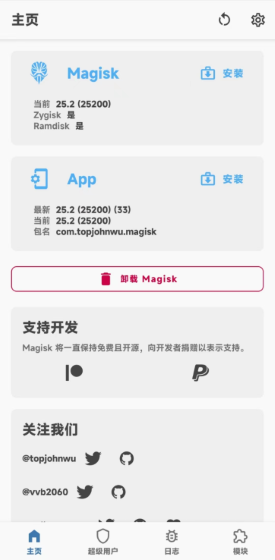 主页
Magisk
安装
当前 25.2 (25200)
Zygisk 是
Ramdisk 是
App
安装
最新 25.2 (25200) (33)
当前 25.2 (25200)
包名 com.topjohnwu.magisk
卸载 Magisk
支持开发
Magisk 将一直保持免费且开源，向开发者捐赠以表示支持。
关注我们
@topjohnwu
@vvb2060
主页
超级用户
日志
模块